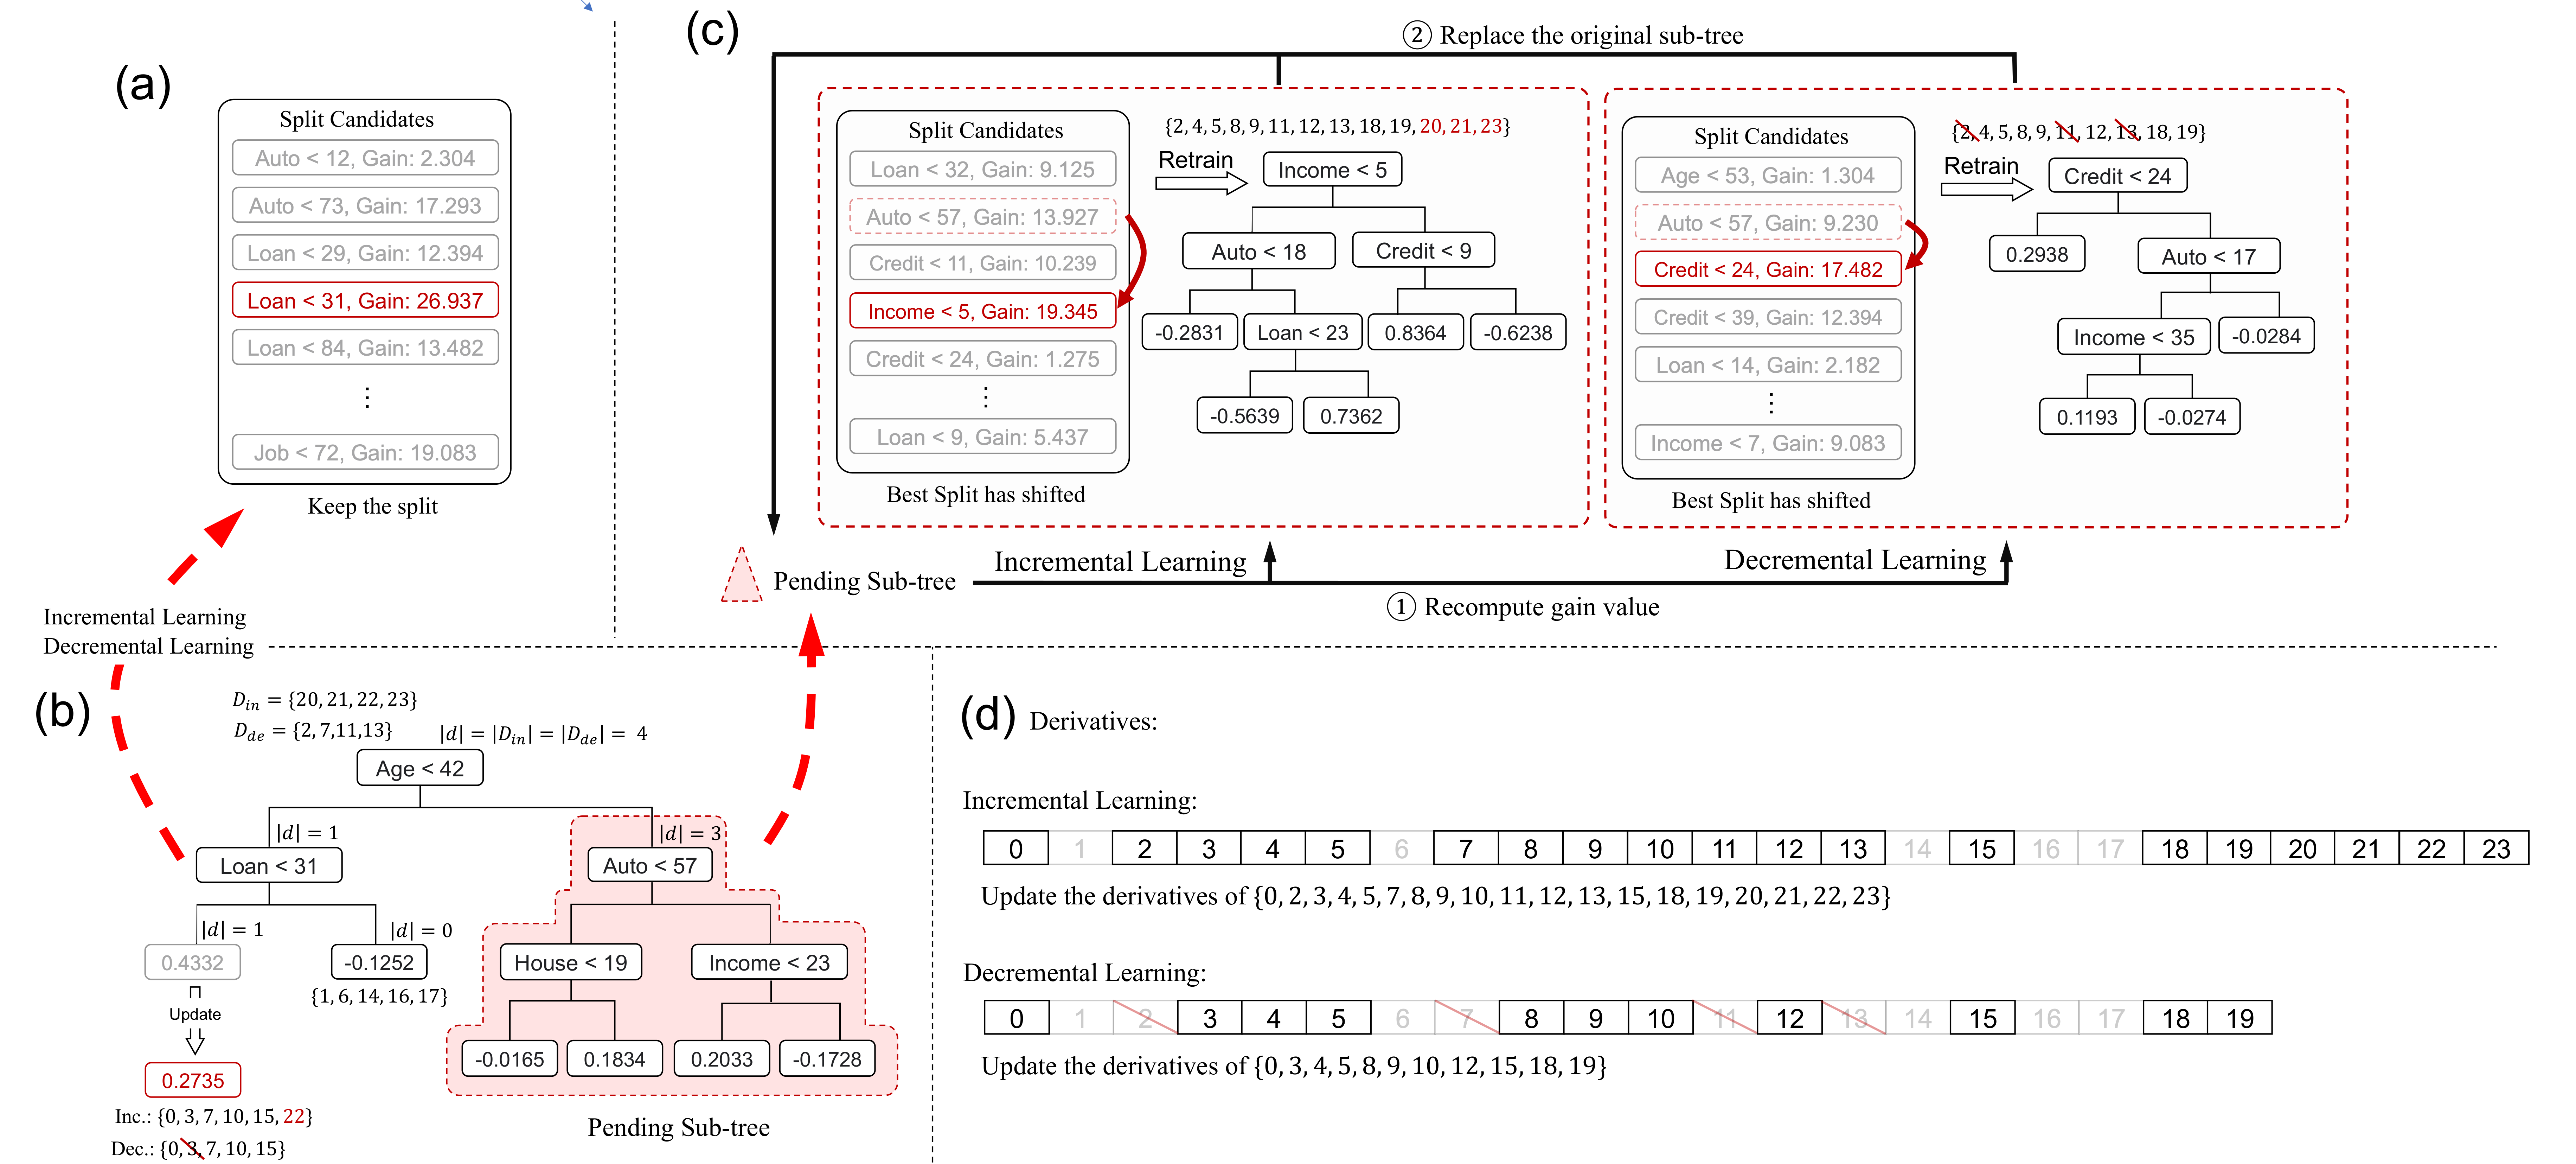 (a)
Split Candidates
Auto < 12, Gain: 2.304
Auto < 73, Gain: 17.293
Loan < 29, Gain: 12.394
Loan < 31, Gain: 26.937
Loan < 84, Gain: 13.482
⋮
Job < 72, Gain: 19.083
Keep the split
Incremental Learning
Decremental Learning
(c)
② Replace the original sub-tree
Split Candidates
Loan < 32, Gain: 9.125
Auto < 57, Gain: 13.927
Credit < 11, Gain: 10.239
Income < 5, Gain: 19.345
Credit < 24, Gain: 1.275
⋮
Loan < 9, Gain: 5.437
Best Split has shifted
{2, 4, 5, 8, 9, 11, 12, 13, 18, 19, 20, 21, 23}
Retrain
Income < 5
Auto < 18
Credit < 9
-0.2831
Loan < 23
0.8364
-0.6238
-0.5639
0.7362
Split Candidates
Age < 53, Gain: 1.304
Auto < 57, Gain: 9.230
Credit < 24, Gain: 17.482
Credit < 39, Gain: 12.394
Loan < 14, Gain: 2.182
⋮
Income < 7, Gain: 9.083
Best Split has shifted
{2, 4, 5, 8, 9, 11, 12, 13, 18, 19}
Retrain
Credit < 24
0.2938
Auto < 17
Income < 35
-0.0284
0.1193
-0.0274
Pending Sub-tree
Incremental Learning
Decremental Learning
① Recompute gain value
(b)
D_in = {20, 21, 22, 23}
D_de = {2, 7, 11, 13}
|d| = |D_in| = |D_de| = 4
Age < 42
|d| = 1
|d| = 3
Loan < 31
Auto < 57
|d| = 1
|d| = 0
0.4332
-0.1252
{1, 6, 14, 16, 17}
House < 19
Income < 23
Update
-0.0165
0.1834
0.2033
-0.1728
0.2735
Inc.: {0, 3, 7, 10, 15, 22}
Dec.: {0, 3, 7, 10, 15}
Pending Sub-tree
(d) Derivatives:
Incremental Learning:
0 1 2 3 4 5 6 7 8 9 10 11 12 13 14 15 16 17 18 19 20 21 22 23
Update the derivatives of {0, 2, 3, 4, 5, 7, 8, 9, 10, 11, 12, 13, 15, 18, 19, 20, 21, 22, 23}
Decremental Learning:
0 1 2 3 4 5 6 7 8 9 10 11 12 13 14 15 16 17 18 19
Update the derivatives of {0, 3, 4, 5, 8, 9, 10, 12, 15, 18, 19}